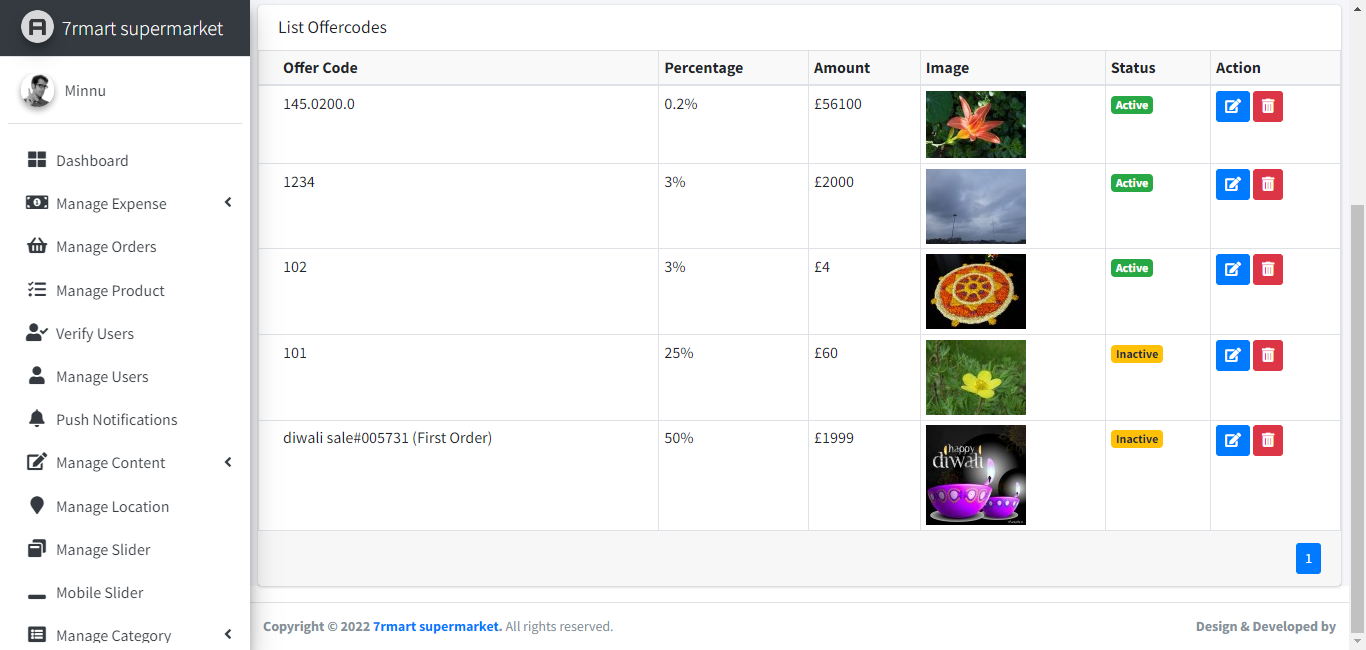 7rmart supermarket
Minnu
Dashboard
Manage Expense
Manage Orders
Manage Product
Verify Users
Manage Users
Push Notifications
Manage Content
Manage Location
Manage Slider
Mobile Slider
Manage Category
List Offercodes
Offer Code Percentage Amount Image Status Action
145.0200.0 0.2% £56100 Active
1234 3% £2000 Active
102 3% £4 Active
101 25% £60 Inactive
diwali sale#005731 (First Order) 50% £1999 Inactive
happy
diwali
1
Copyright © 2022 7rmart supermarket. All rights reserved.
Design & Developed by